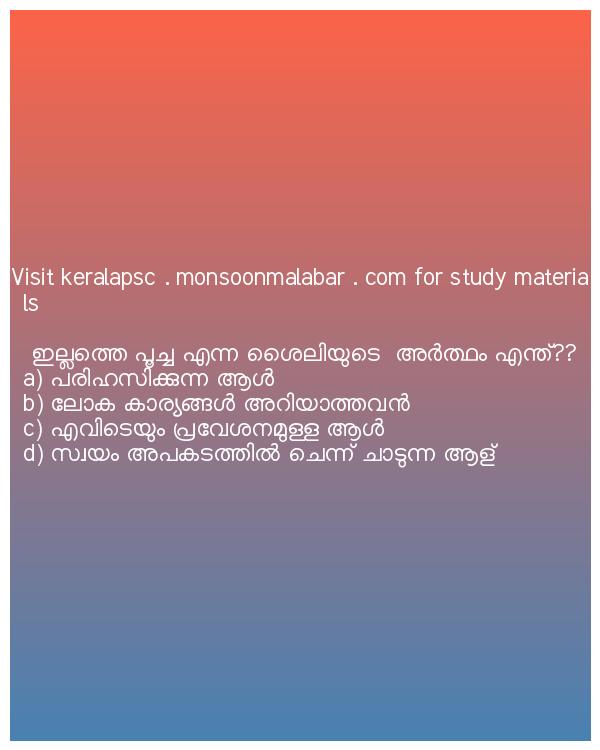 Visit keralapsc . monsoonmalabar . com for study materia
ls
ഇല്ലത്തെ പൂച്ച എന്ന ശൈലിയുടെ  അർത്ഥം എന്ത്??
a) പരിഹസിക്കുന്ന ആൾ
b) ലോക കാര്യങ്ങൾ അറിയാത്തവൻ
c) എവിടെയും പ്രവേശനമുള്ള ആൾ
d) സ്വയം അപകടത്തിൽ ചെന്ന് ചാടുന്ന ആള്